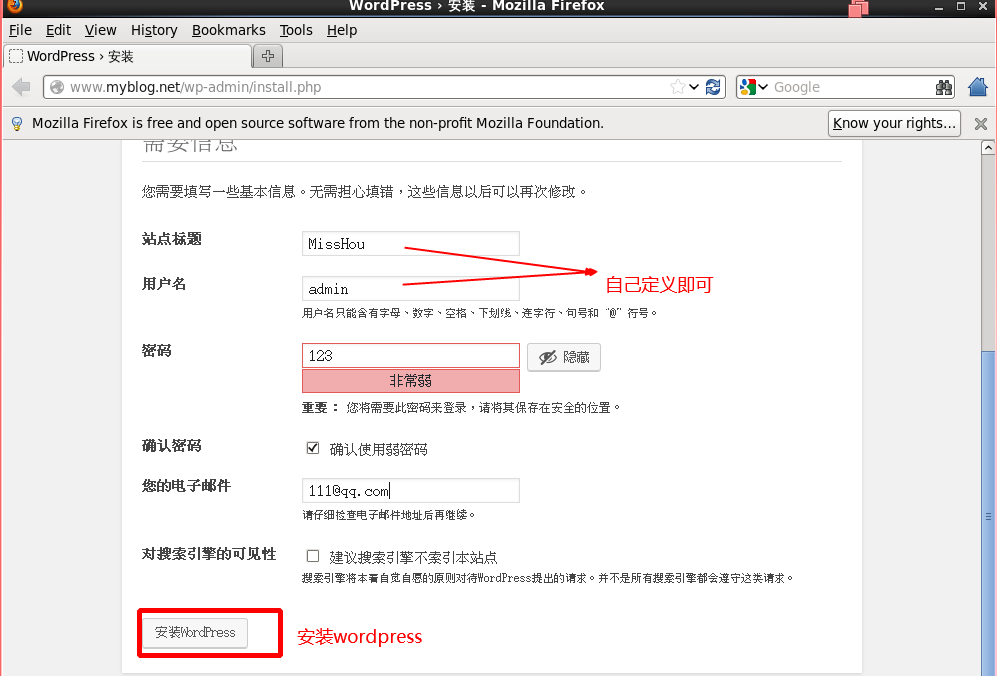 WordPress › 安装 - Mozilla Firefox
File Edit View History Bookmarks Tools Help
WordPress › 安装
www.myblog.net/wp-admin/install.php
Google
Mozilla Firefox is free and open source software from the non-profit Mozilla Foundation.
Know your rights...
需要信息
您需要填写一些基本信息。无需担心填错，这些信息以后可以再次修改。
站点标题
MissHou
用户名
admin
自己定义即可
用户名只能含有字母、数字、空格、下划线、连字符、句号和“@”符号。
密码
123
隐藏
非常弱
重要： 您将需要此密码来登录，请将其保存在安全的位置。
确认密码
确认使用弱密码
您的电子邮件
111@qq.com
请仔细检查电子邮件地址后再继续。
对搜索引擎的可见性
建议搜索引擎不索引本站点
搜索引擎将本着自觉自愿的原则对待WordPress提出的请求。并不是所有搜索引擎都会遵守这类请求。
安装WordPress
安装wordpress